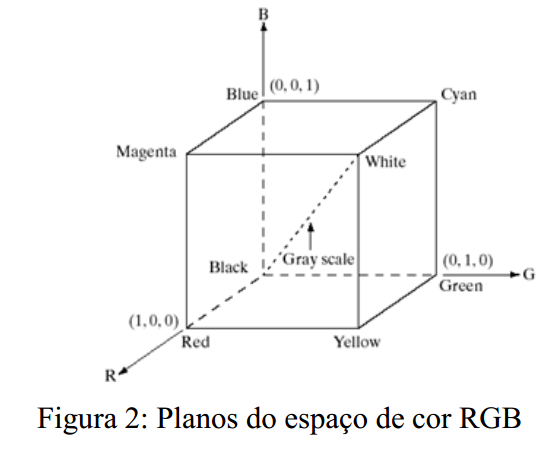 B
Blue (0, 0, 1)
Cyan
Magenta
White
Black
Gray scale
(0, 1, 0)
G
Green
(1, 0, 0)
Red
Yellow
R
Figura 2: Planos do espaço de cor RGB